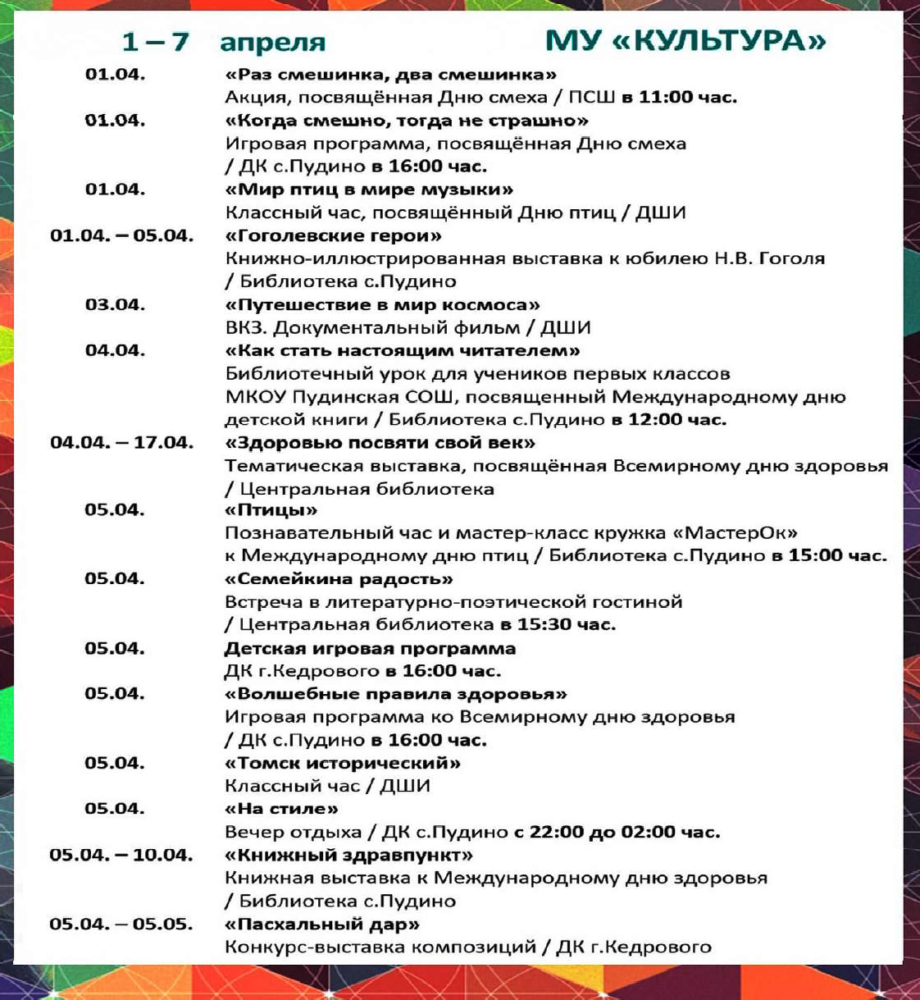 1 – 7 апреля МУ «КУЛЬТУРА»
01.04. «Раз смешинка, два смешинка»
Акция, посвящённая Дню смеха / ПСШ в 11:00 час.
01.04. «Когда смешно, тогда не страшно»
Игровая программа, посвящённая Дню смеха
/ ДК с.Пудино в 16:00 час.
01.04. «Мир птиц в мире музыки»
Классный час, посвящённый Дню птиц / ДШИ
01.04. – 05.04. «Гоголевские герои»
Книжно-иллюстрированная выставка к юбилею Н.В. Гоголя
/ Библиотека с.Пудино
03.04. «Путешествие в мир космоса»
ВКЗ. Документальный фильм / ДШИ
04.04. «Как стать настоящим читателем»
Библиотечный урок для учеников первых классов
МКОУ Пудинская СОШ, посвященный Международному дню
детской книги / Библиотека с.Пудино в 12:00 час.
04.04. – 17.04. «Здоровью посвяти свой век»
Тематическая выставка, посвящённая Всемирному дню здоровья
/ Центральная библиотека
05.04. «Птицы»
Познавательный час и мастер-класс кружка «МастерОк»
к Международному дню птиц / Библиотека с.Пудино в 15:00 час.
05.04. «Семейкина радость»
Встреча в литературно-поэтической гостиной
/ Центральная библиотека в 15:30 час.
05.04. Детская игровая программа
ДК г.Кедрового в 16:00 час.
05.04. «Волшебные правила здоровья»
Игровая программа ко Всемирному дню здоровья
/ ДК с.Пудино в 16:00 час.
05.04. «Томск исторический»
Классный час / ДШИ
05.04. «На стиле»
Вечер отдыха / ДК с.Пудино с 22:00 до 02:00 час.
05.04. – 10.04. «Книжный здравпункт»
Книжная выставка к Международному дню здоровья
/ Библиотека с.Пудино
05.04. – 05.05. «Пасхальный дар»
Конкурс-выставка композиций / ДК г.Кедрового